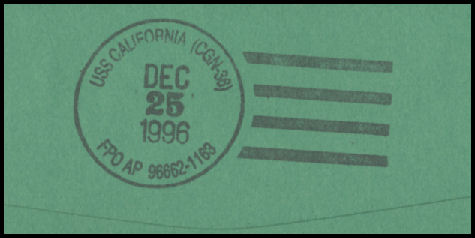 USS CALIFORNIA (CGN-36)
DEC
25
1996
FPO AP 96662-1163